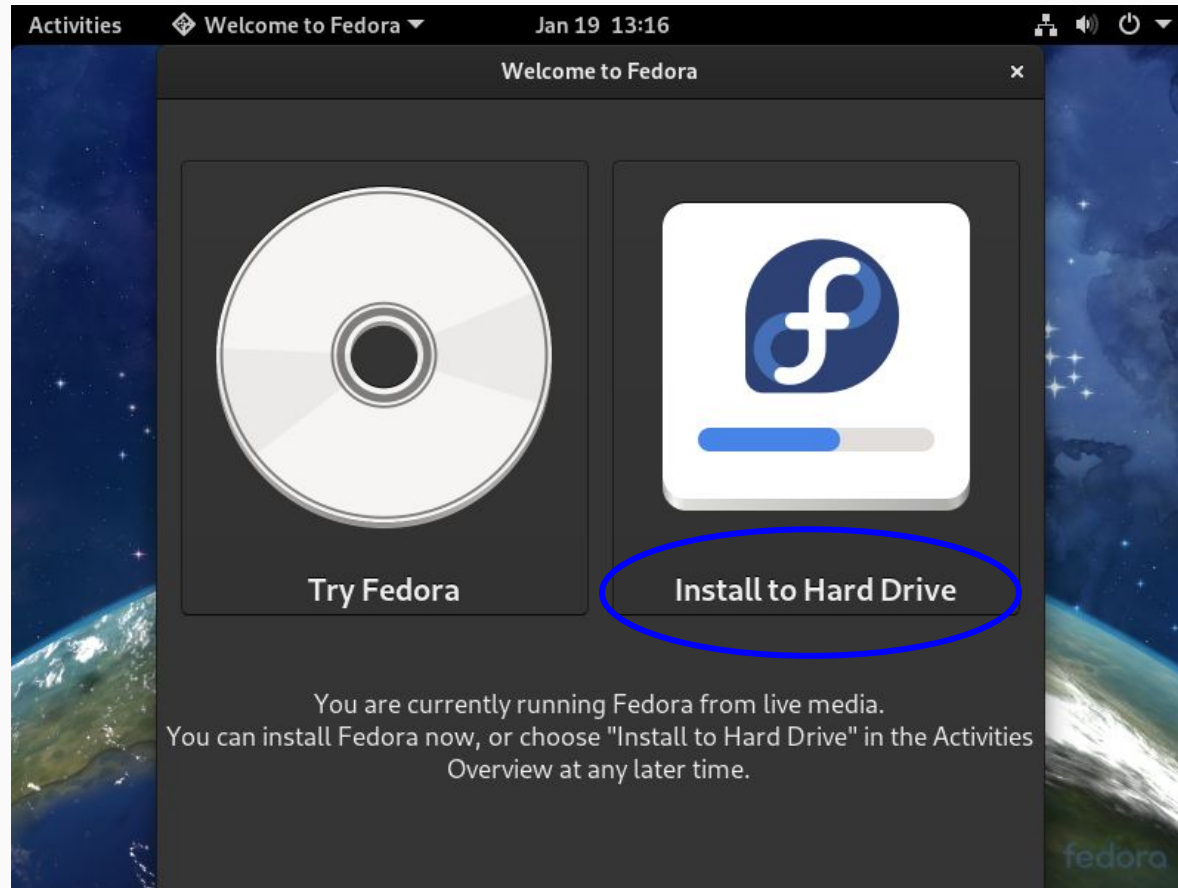 Activities Welcome to Fedora Jan 19 13:16
Welcome to Fedora
Try Fedora
Install to Hard Drive
You are currently running Fedora from live media.
You can install Fedora now, or choose "Install to Hard Drive" in the Activities
Overview at any later time.
fedora